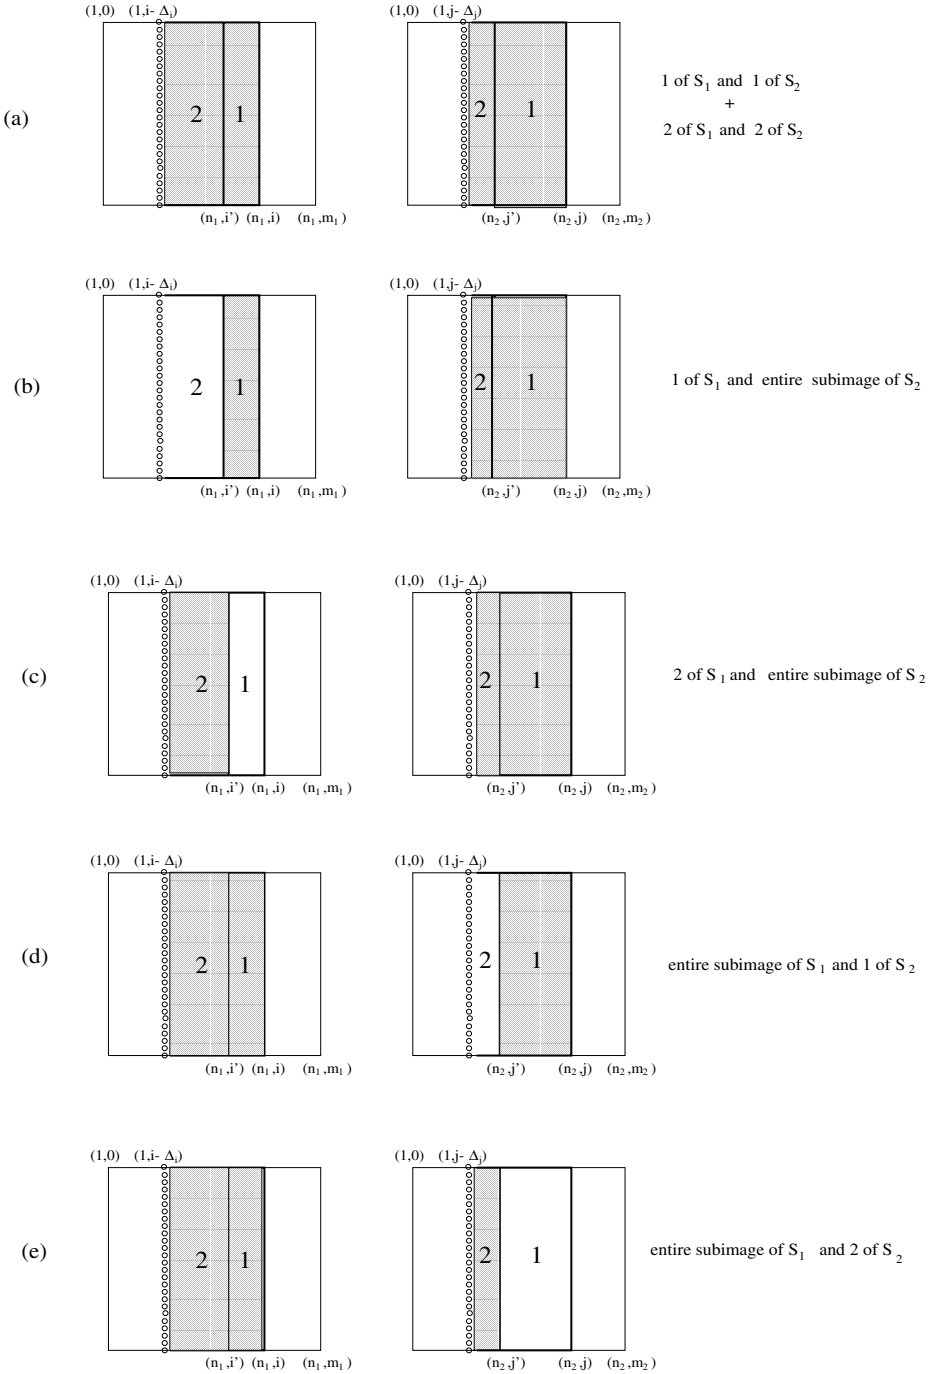 (1,0) (1,i- Δi) (1,0) (1,j- Δj)
(a) 2 1 2 1 1 of S1 and 1 of S2
+
2 of S1 and 2 of S2
(n1,i’) (n1,i) (n1,m1) (n2,j’) (n2,j) (n2,m2)
(1,0) (1,i- Δi) (1,0) (1,j- Δj)
(b) 2 1 2 1 1 of S1 and entire subimage of S2
(n1,i’) (n1,i) (n1,m1) (n2,j’) (n2,j) (n2,m2)
(1,0) (1,i- Δi) (1,0) (1,j- Δj)
(c) 2 1 2 1 2 of S1 and entire subimage of S2
(n1,i’) (n1,i) (n1,m1) (n2,j’) (n2,j) (n2,m2)
(1,0) (1,i- Δi) (1,0) (1,j- Δj)
(d) 2 1 2 1 entire subimage of S1 and 1 of S2
(n1,i’) (n1,i) (n1,m1) (n2,j’) (n2,j) (n2,m2)
(1,0) (1,i- Δi) (1,0) (1,j- Δj)
(e) 2 1 2 1 entire subimage of S1 and 2 of S2
(n1,i’) (n1,i) (n1,m1) (n2,j’) (n2,j) (n2,m2)